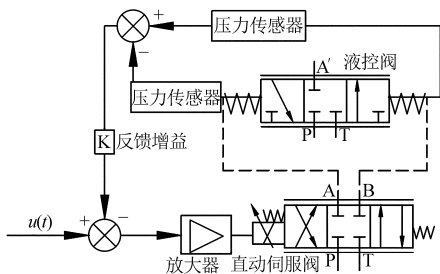 + 压力传感器
−
A′ 液控阀
压力传感器
P T
K 反馈增益
A B
u(t) + −
放大器 直动伺服阀
P T